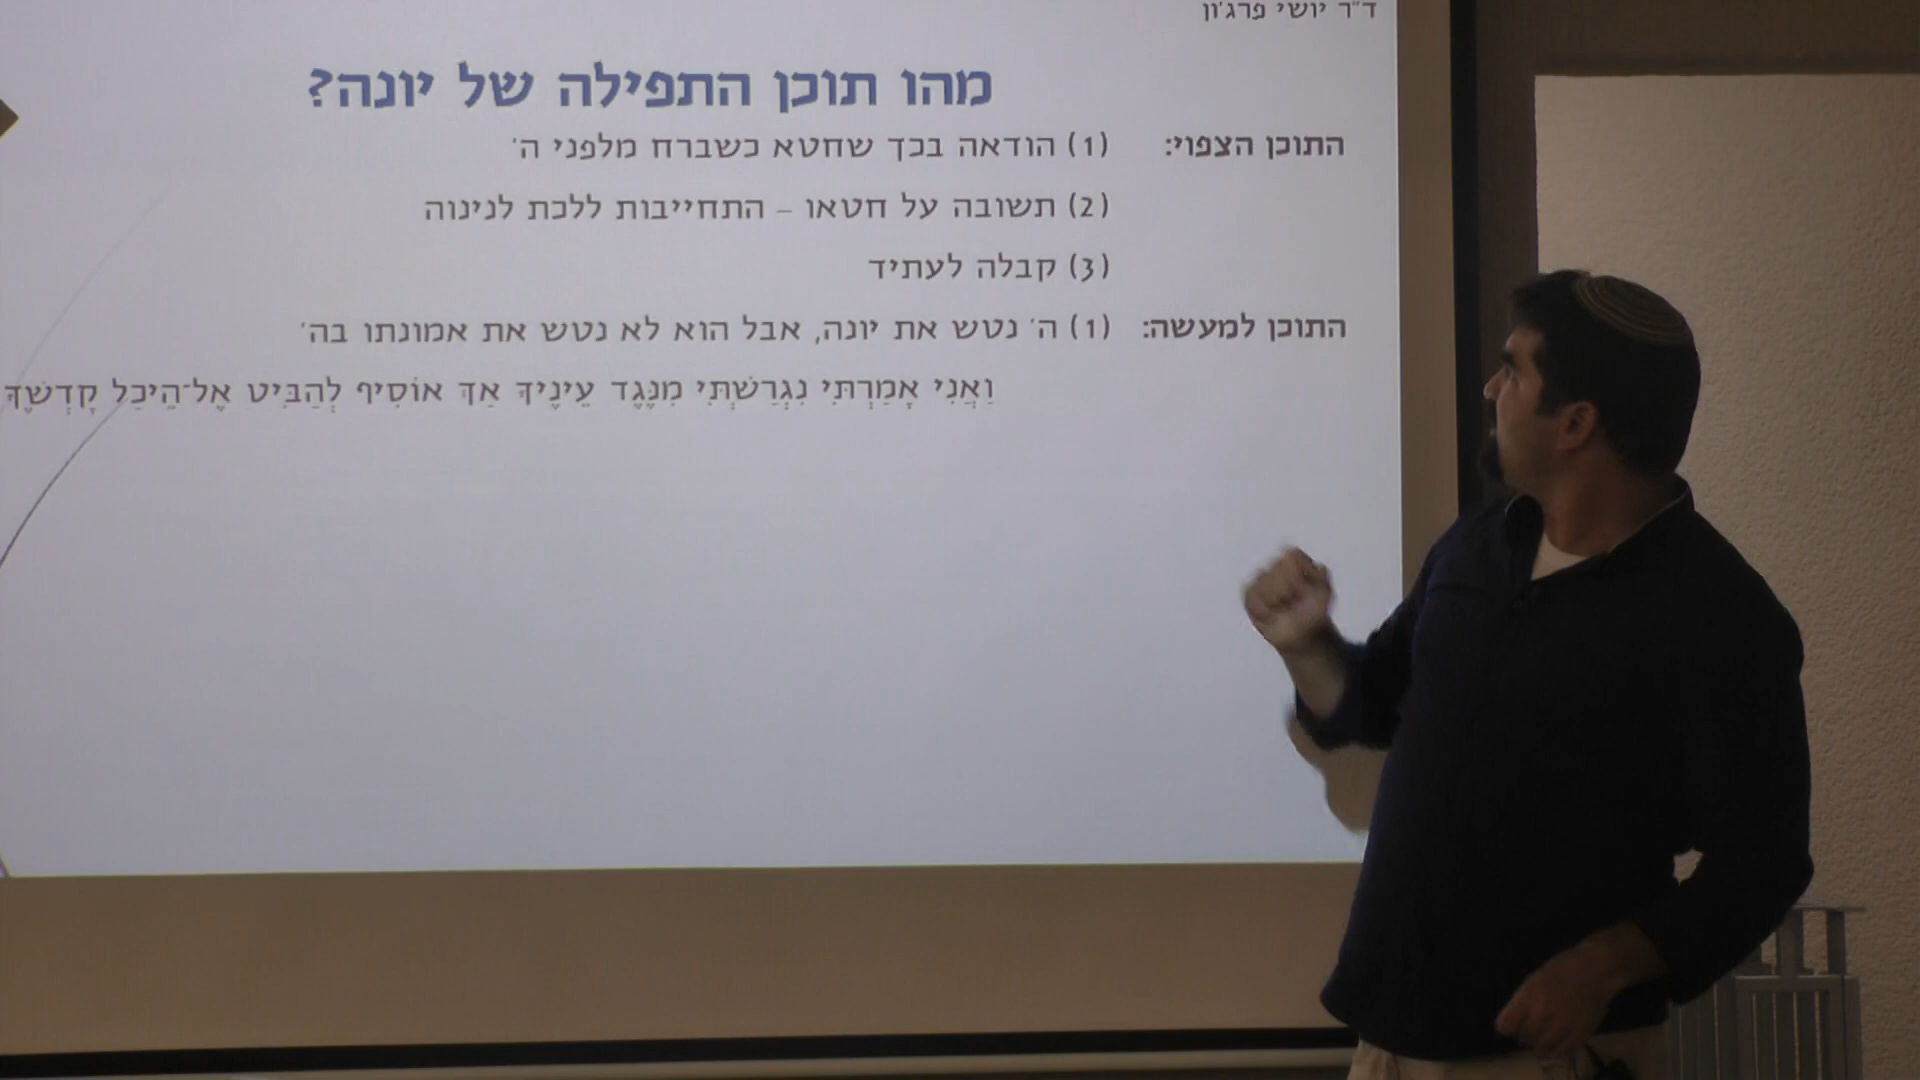 ד״ר יושי פרג׳ון
מהו תוכן התפילה של יונה?
התוכן הצפוי: (1) הודאה בכך שחטא כשברח מלפני ה׳
(2) תשובה על חטאו – התחייבות ללכת לנינוה
(3) קבלה לעתיד
התוכן למעשה: (1) ה׳ נטש את יונה, אבל הוא לא נטש את אמונתו בה׳
וַאֲנִי אָמַרְתִּי נִגְרַשְׁתִּי מִנֶּגֶד עֵינֶיךָ אַךְ אוֹסִיף לְהַבִּיט אֶל־הֵיכַל קָדְשֶׁךָ